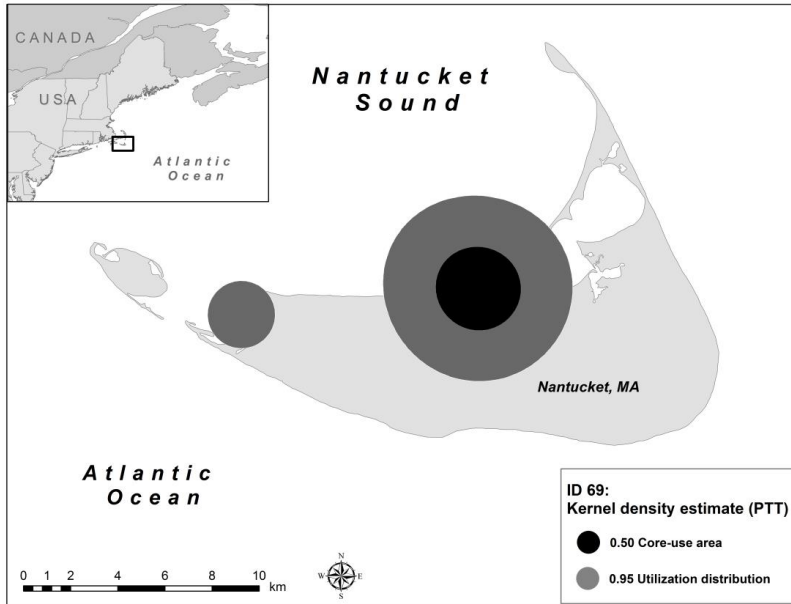 CANADA
USA
Atlantic
Ocean
Nantucket
Sound
Nantucket, MA
Atlantic
Ocean
0 1 2 4 6 8 10
km
N
W E
S
ID 69:
Kernel density estimate (PTT)
0.50 Core-use area
0.95 Utilization distribution